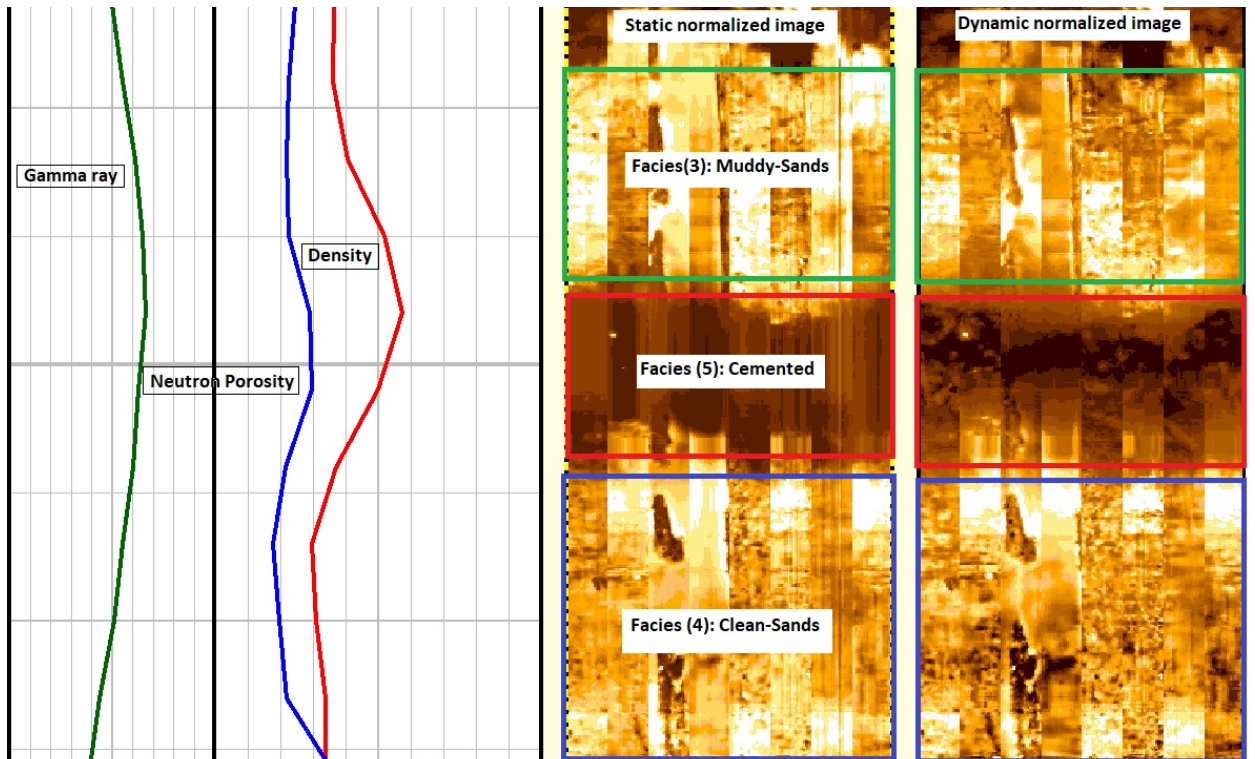 Static normalized image
Dynamic normalized image
Gamma ray
Facies(3): Muddy-Sands
Density
Neutron Porosity
Facies (5): Cemented
Facies (4): Clean-Sands